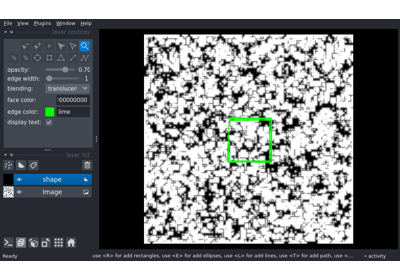 File View Plugins Window Help
layer controls
opacity: 0.70
edge width: 1
blending: translucen
face color: 00000000
edge color: lime
display text:
layer list
shape
Image
Ready
use <R> for add rectangles, use <E> for add ellipses, use <L> for add lines, use <T> for add path, use <...
activity